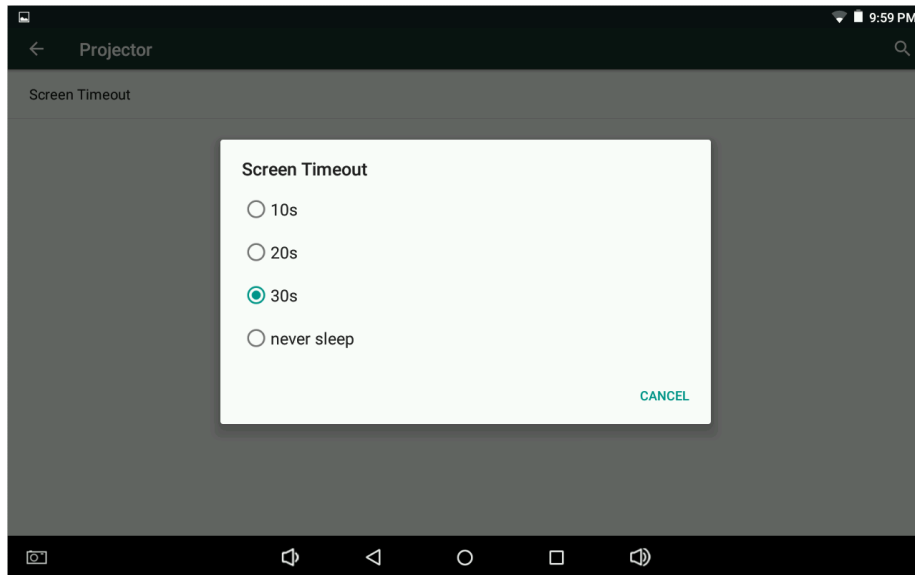 9:59 PM
Projector
Screen Timeout
Screen Timeout
10s
20s
30s
never sleep
CANCEL